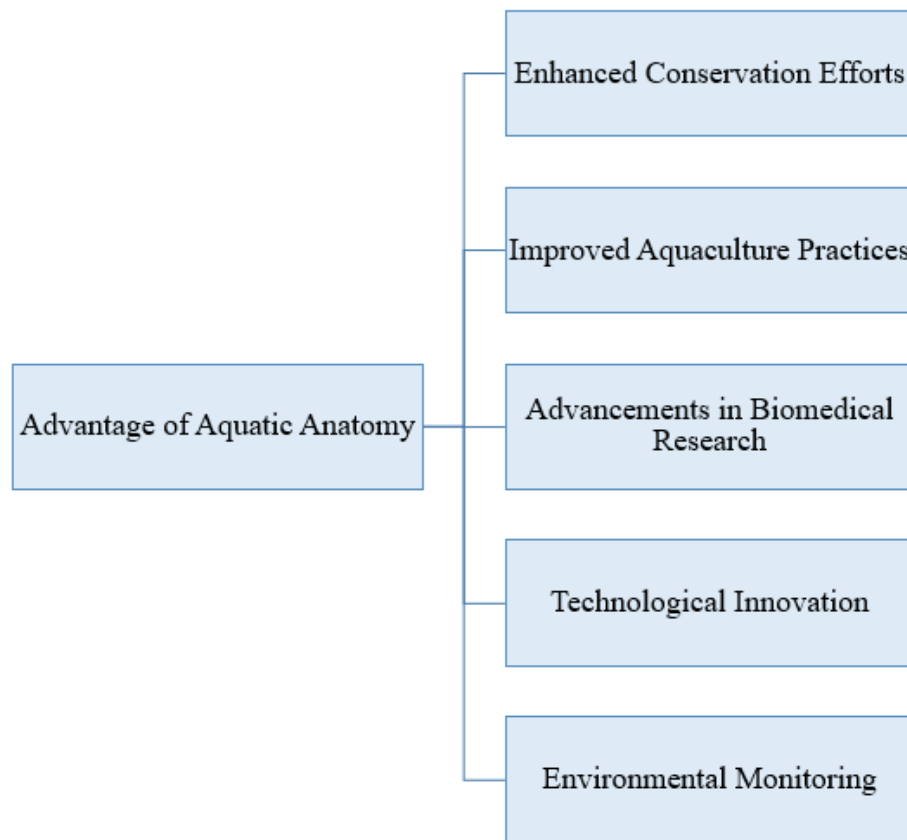 Enhanced Conservation Efforts
Improved Aquaculture Practices
Advantage of Aquatic Anatomy
Advancements in Biomedical
Research
Technological Innovation
Environmental Monitoring